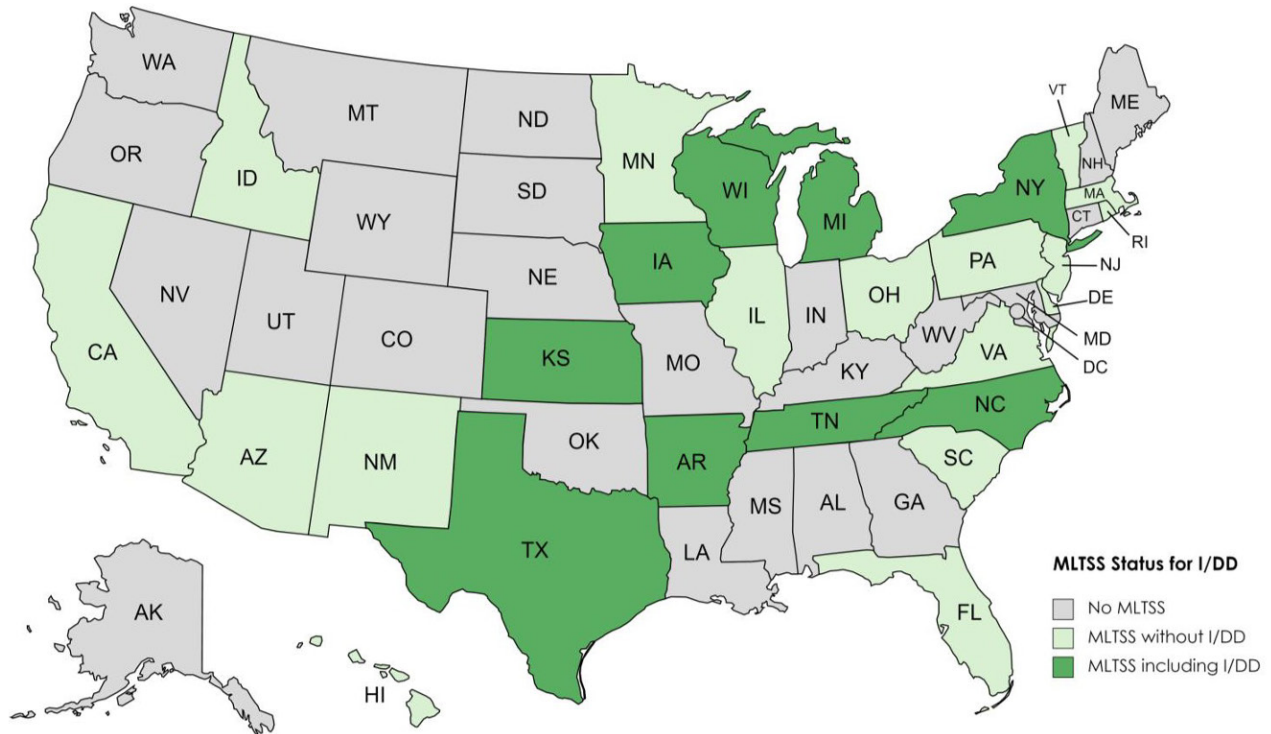 WA
MT
ND
MN
VT
ME
OR
ID
SD
WI
MI
NY
NH
MA
CT
RI
WY
IA
PA
NJ
NE
IL
IN
OH
DE
NV
UT
CO
KS
MO
WV
VA
MD
DC
CA
KY
AZ
NM
OK
AR
TN
NC
SC
TX
LA
MS
AL
GA
FL
AK
HI
MLTSS Status for I/DD
No MLTSS
MLTSS without I/DD
MLTSS including I/DD